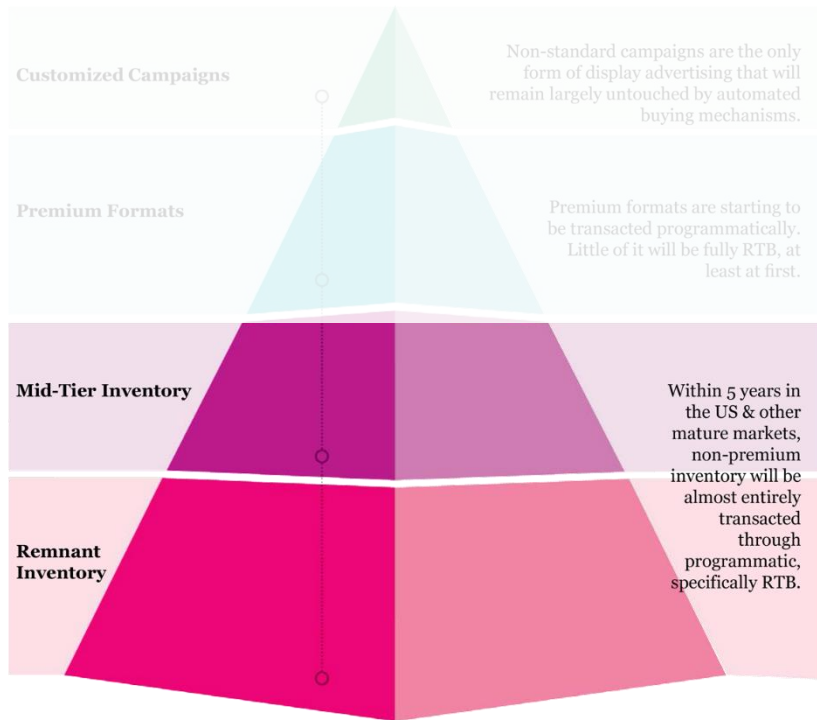 Customized Campaigns
Non-standard campaigns are the only
form of display advertising that will
remain largely untouched by automated
buying mechanisms.
Premium Formats
Premium formats are starting to
be transacted programmatically.
Little of it will be fully RTB, at
least at first.
Mid-Tier Inventory
Within 5 years in
the US & other
mature markets,
non-premium
inventory will be
almost entirely
transacted
through
programmatic,
specifically RTB.
Remnant
Inventory